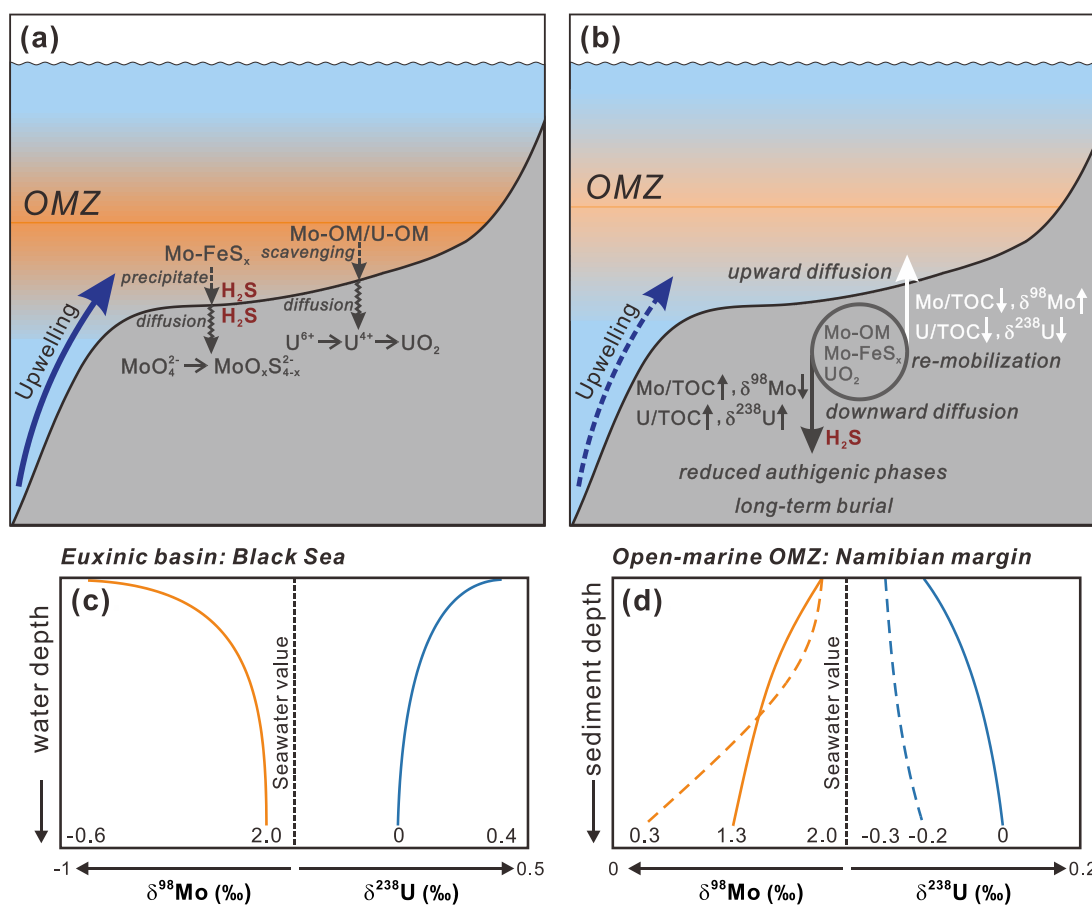 (a)
OMZ
Mo-OM/U-OM
scavenging
Mo-FeSₓ
precipitate
H₂S
H₂S
diffusion
diffusion
U⁶⁺→U⁴⁺→UO₂
MoO₄²⁻→MoOₓS₄₋ₓ²⁻
Upwelling
(b)
OMZ
upward diffusion
Mo/TOC↓, δ⁹⁸Mo↑
U/TOC↓, δ²³⁸U↓
re-mobilization
Mo-OM
Mo-FeSₓ
UO₂
Mo/TOC↑, δ⁹⁸Mo↓
U/TOC↑, δ²³⁸U↑
downward diffusion
H₂S
reduced authigenic phases
long-term burial
Upwelling
Euxinic basin: Black Sea
(c)
water depth
Seawater value
-0.6 2.0 0 0.4
-1 0.5
δ⁹⁸Mo (‰) δ²³⁸U (‰)
Open-marine OMZ: Namibian margin
(d)
sediment depth
Seawater value
0.3 1.3 2.0 -0.3 -0.2 0
0 0.2
δ⁹⁸Mo (‰) δ²³⁸U (‰)